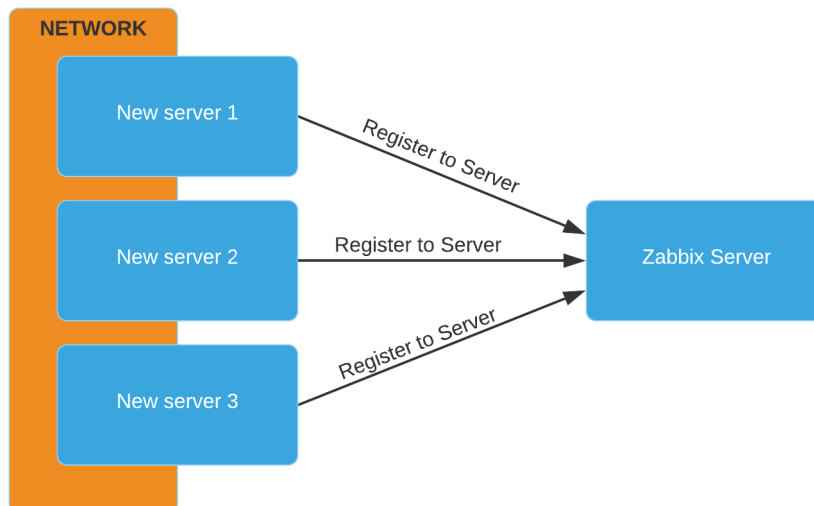 NETWORK
New server 1
Register to Server
New server 2
Register to Server
Zabbix Server
New server 3
Register to Server